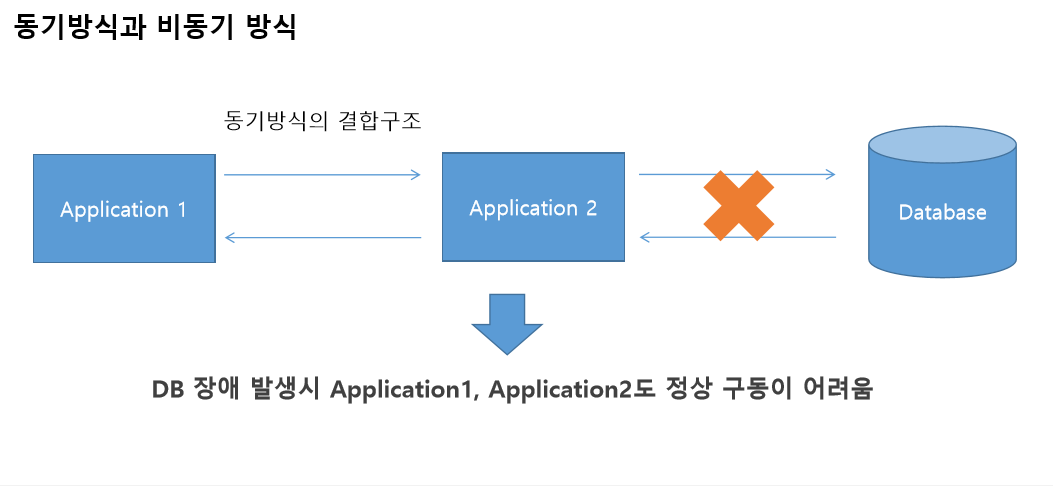 동기방식과 비동기 방식
동기방식의 결합구조
Application 1
Application 2
Database
DB 장애 발생시 Application1, Application2도 정상 구동이 어려움